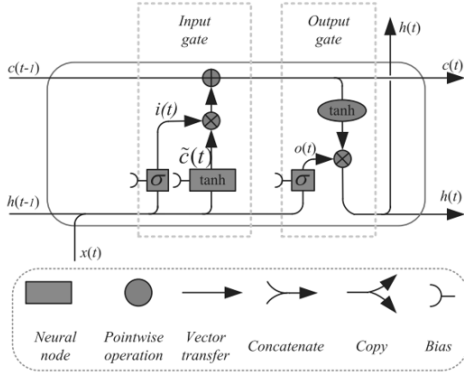 Input gate
Output gate
h(t)
c(t-1)
c(t)
i(t)
tanh
c̃(t)
o(t)
σ
tanh
σ
h(t-1)
h(t)
x(t)
Neural node
Pointwise operation
Vector transfer
Concatenate
Copy
Bias